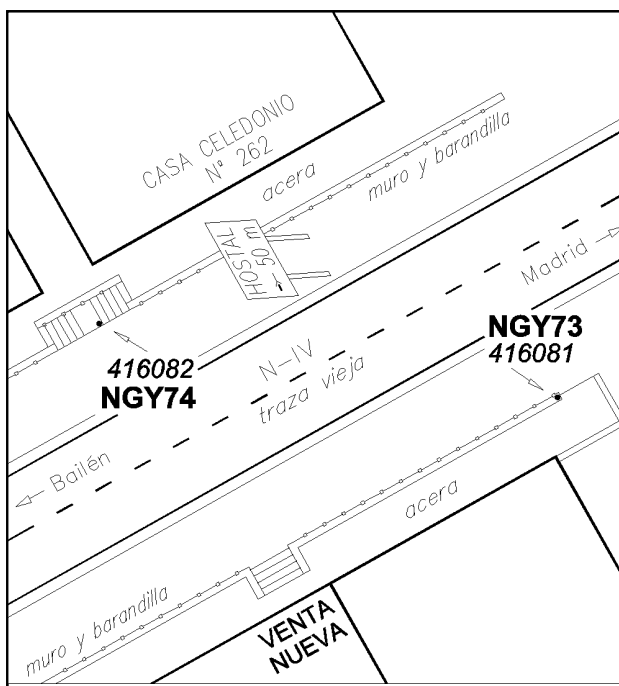 CASA CELEDONIO
N° 262
acera
muro y barandilla
HOSTAL
50 m
Madrid
NGY73
416081
416082
NGY74
N-IV
traza vieja
Bailén
acera
muro y barandilla
VENTA
NUEVA